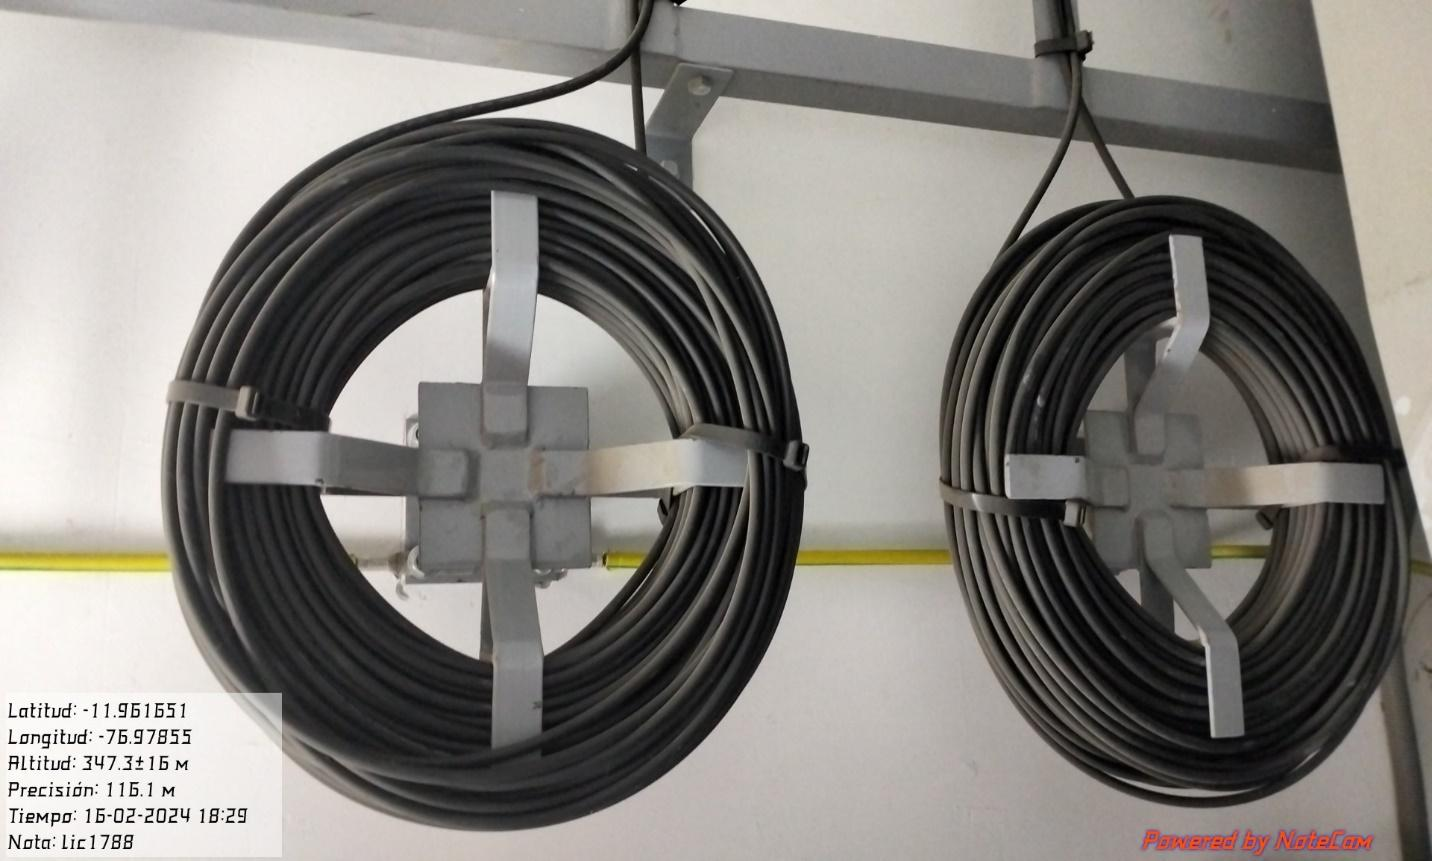 Latitud: -11.961651
Longitud: -76.97855
Altitud: 347.3±16 m
Precisión: 116.1 m
Tiempo: 16-02-2024 18:29
Nota: lic1788
Powered by NoteCam